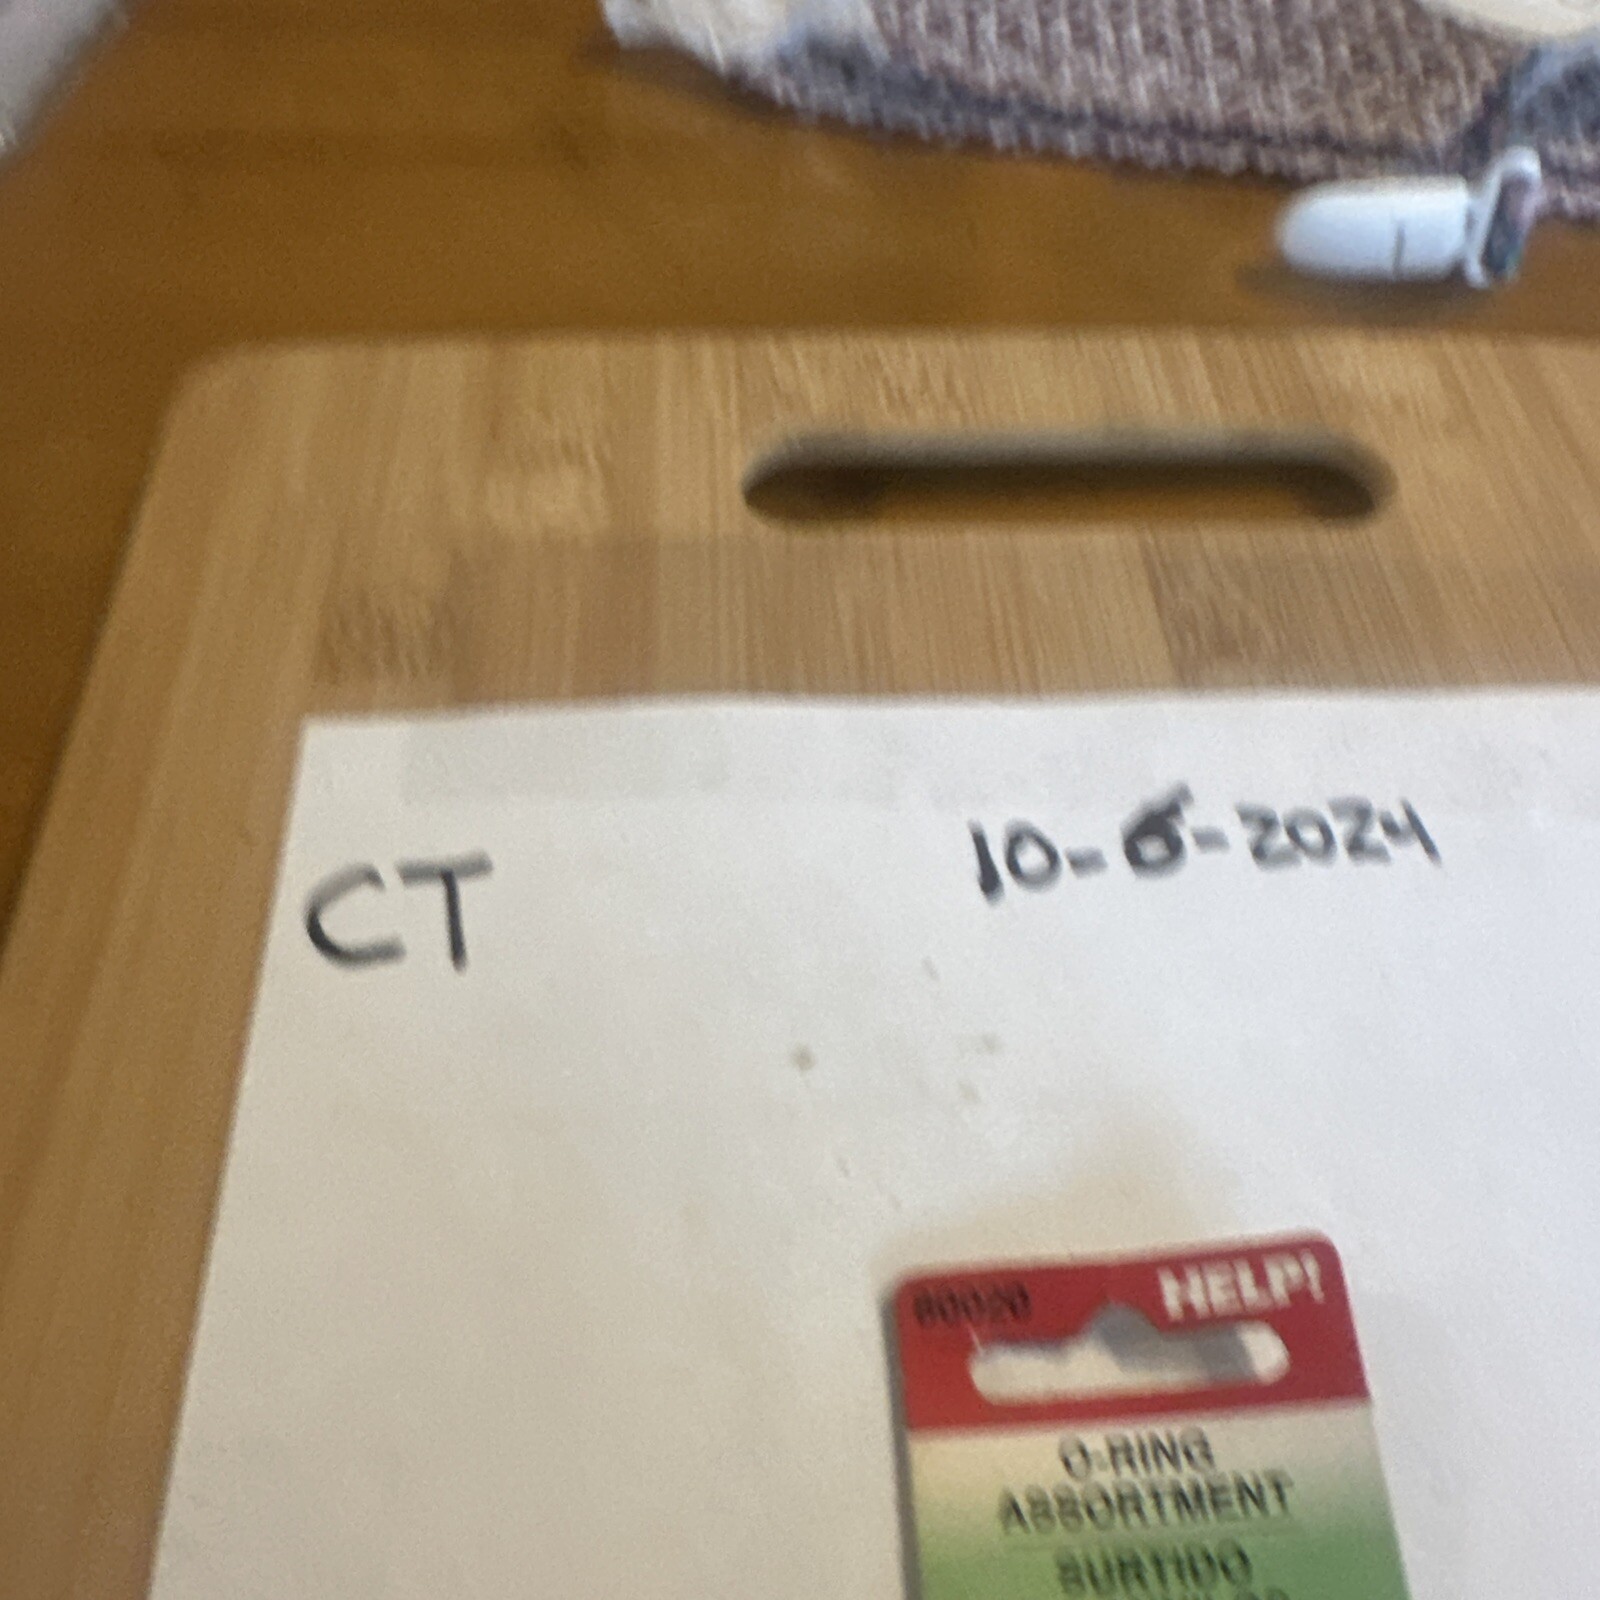 CT
10-6-2024
HELP!
O-RING
ASSORTMENT
SURTIDO